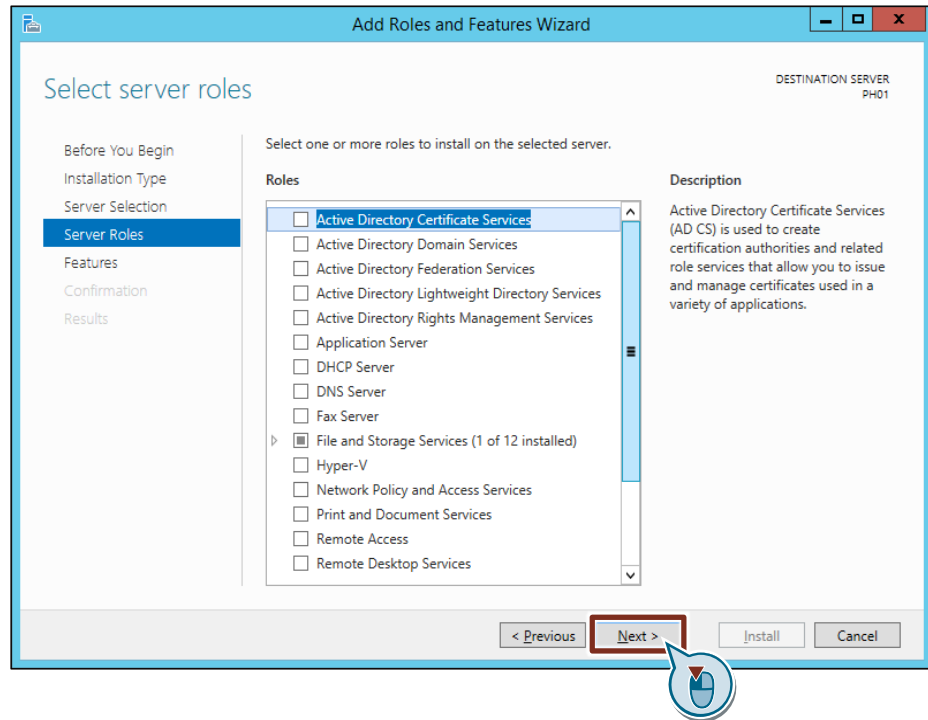 Add Roles and Features Wizard
Select server roles
DESTINATION SERVER
PH01
Before You Begin
Installation Type
Server Selection
Server Roles
Features
Confirmation
Results
Select one or more roles to install on the selected server.
Roles
Active Directory Certificate Services
Active Directory Domain Services
Active Directory Federation Services
Active Directory Lightweight Directory Services
Active Directory Rights Management Services
Application Server
DHCP Server
DNS Server
Fax Server
File and Storage Services (1 of 12 installed)
Hyper-V
Network Policy and Access Services
Print and Document Services
Remote Access
Remote Desktop Services
Description
Active Directory Certificate Services
(AD CS) is used to create
certification authorities and related
role services that allow you to issue
and manage certificates used in a
variety of applications.
< Previous
Next >
Install
Cancel